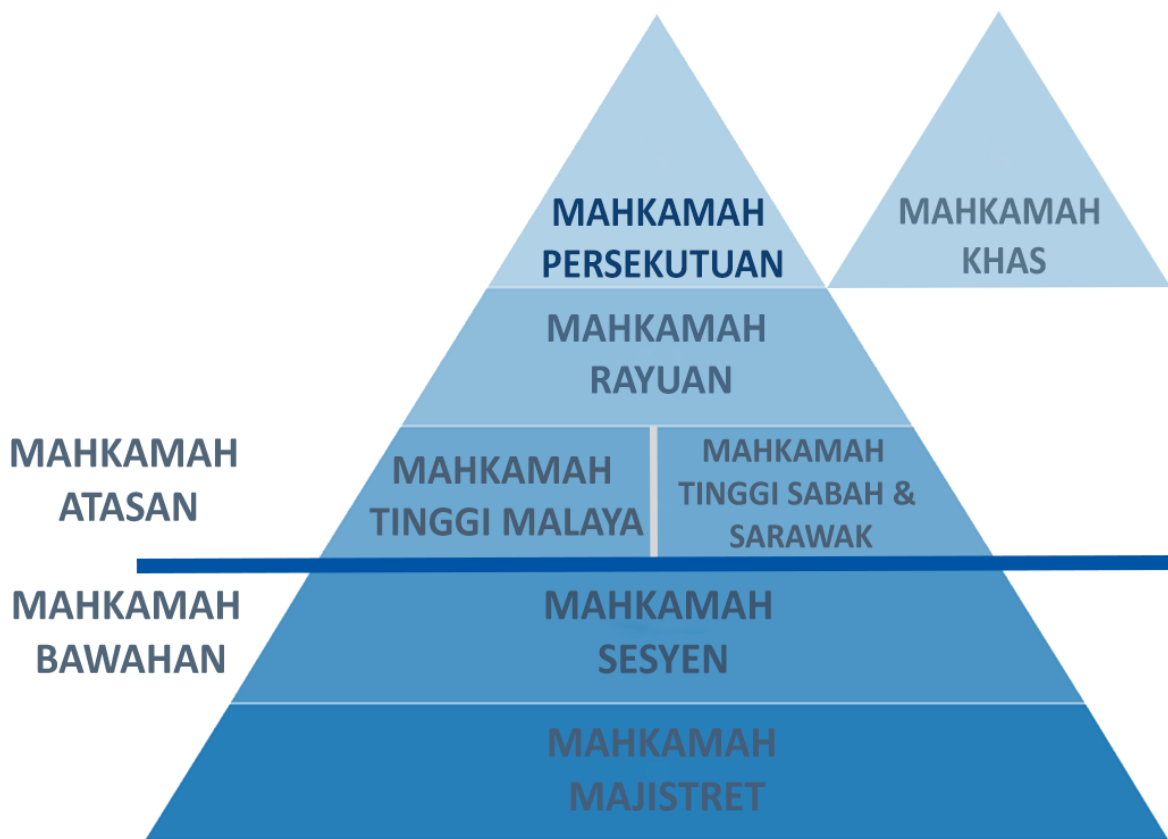 MAHKAMAH
PERSEKUTUAN
MAHKAMAH
KHAS
MAHKAMAH
RAYUAN
MAHKAMAH
ATASAN
MAHKAMAH
TINGGI MALAYA
MAHKAMAH
TINGGI SABAH &
SARAWAK
MAHKAMAH
BAWAHAN
MAHKAMAH
SESYEN
MAHKAMAH
MAJISTRET